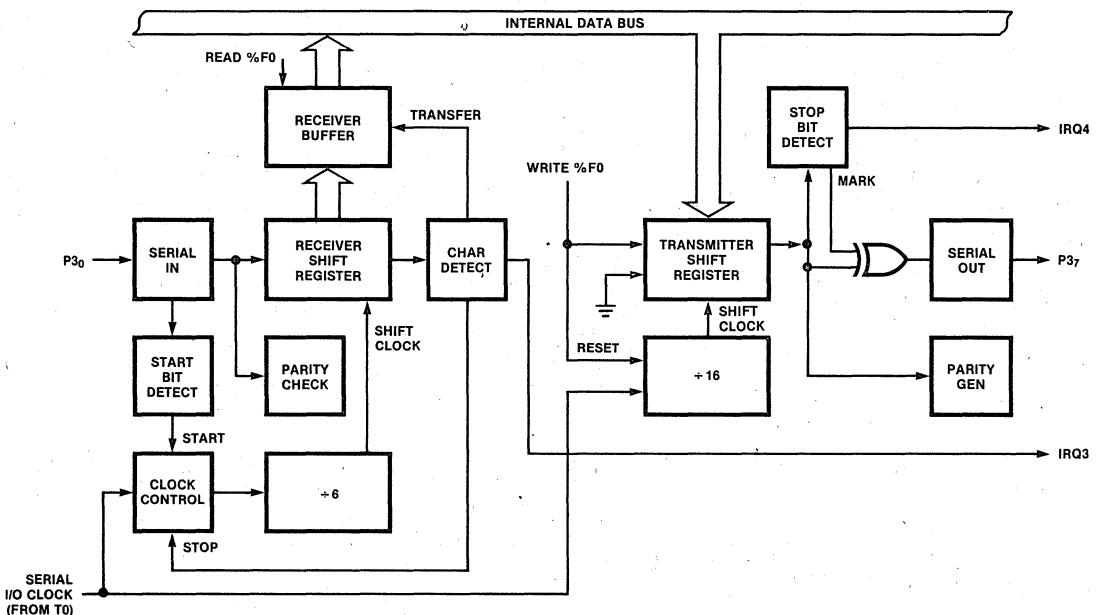 INTERNAL DATA BUS
READ %F0
RECEIVER
BUFFER
TRANSFER
STOP
BIT
DETECT
IRQ4
WRITE %F0
MARK
P3₀
SERIAL
IN
RECEIVER
SHIFT
REGISTER
CHAR
DETECT
TRANSMITTER
SHIFT
REGISTER
SERIAL
OUT
P3₇
SHIFT
CLOCK
SHIFT
CLOCK
START
BIT
DETECT
PARITY
CHECK
RESET
÷16
PARITY
GEN
START
IRQ3
CLOCK
CONTROL
÷6
STOP
SERIAL
I/O CLOCK
(FROM T0)